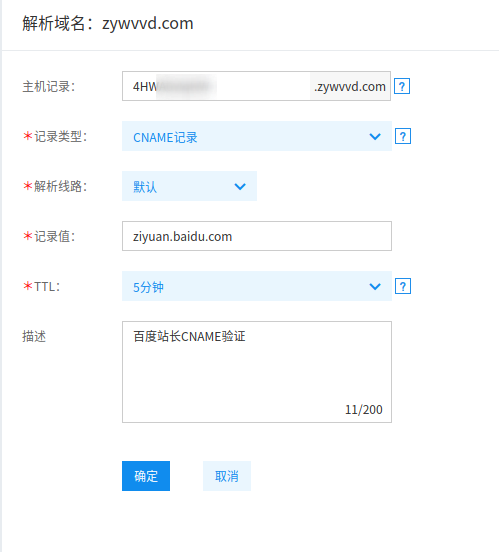 解析域名：zywvvd.com
主机记录：
4HW
.zywvvd.com
?
*记录类型：
CNAME记录
?
*解析线路：
默认
*记录值：
ziyuan.baidu.com
*TTL：
5分钟
?
描述
百度站长CNAME验证
11/200
确定
取消